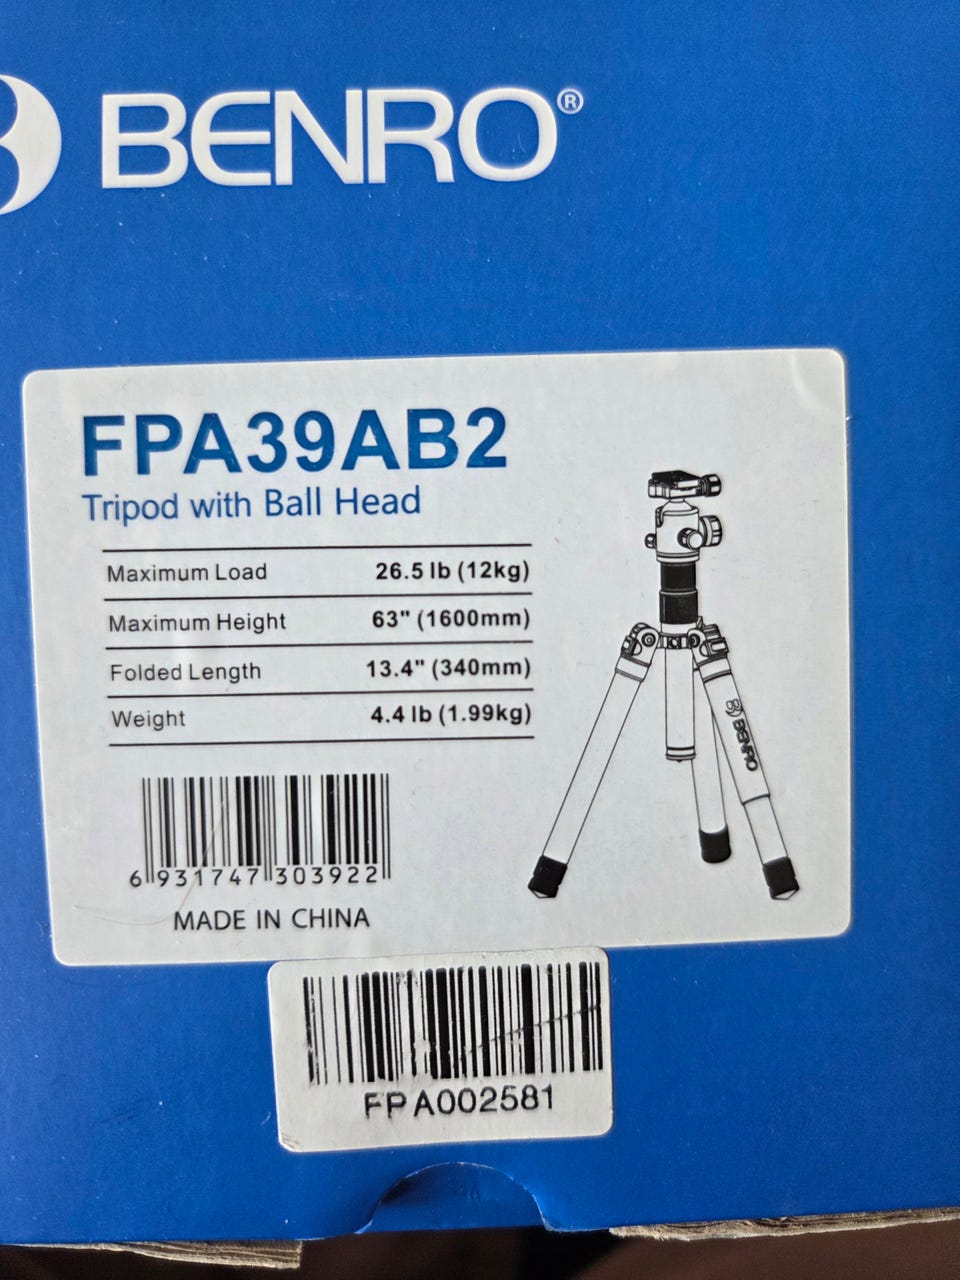 BENRO®
FPA39AB2
Tripod with Ball Head
Maximum Load 26.5 lb (12kg)
Maximum Height 63" (1600mm)
Folded Length 13.4" (340mm)
Weight 4.4 lb (1.99kg)
BENRO
6 931747 303922
MADE IN CHINA
FPA002581